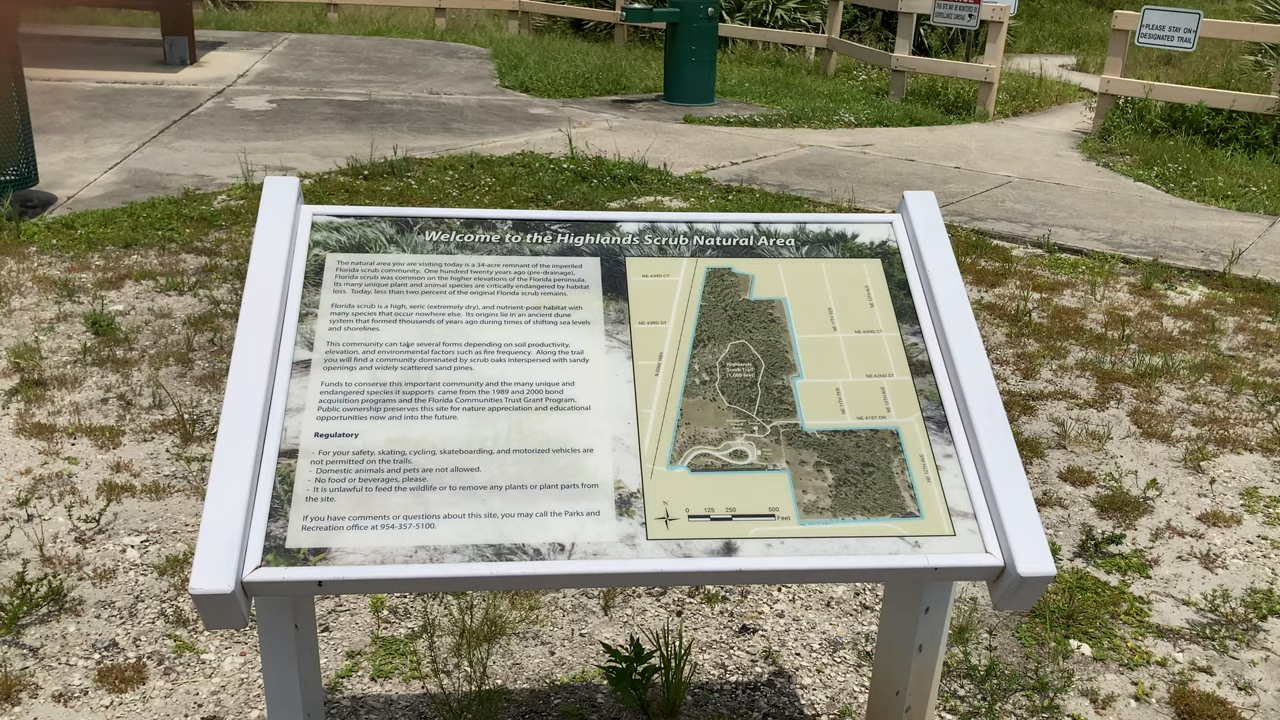 PLEASE STAY ON
DESIGNATED TRAIL
Welcome to the Highlands Scrub Natural Area
The natural area you are visiting today is a 34-acre remnant of the imperiled
Florida scrub community. One hundred twenty years ago (pre-drainage),
Florida scrub was common on the higher elevations of the Florida peninsula.
Its many unique plant and animal species are critically endangered by habitat
loss. Today, less than two percent of the original Florida scrub remains.
Florida scrub is a high, xeric (extremely dry), and nutrient-poor habitat with
many species that occur nowhere else. Its origins lie in an ancient dune
system that formed thousands of years ago during times of shifting sea levels
and shorelines.
This community can take several forms depending on soil productivity,
elevation, and environmental factors such as fire frequency. Along the trail
you will find a community dominated by scrub oaks interspersed with sandy
openings and widely scattered sand pines.
Funds to conserve this important community and the many unique and
endangered species it supports came from the 1989 and 2000 bond
acquisition programs and the Florida Communities Trust Grant Program.
Public ownership preserves this site for nature appreciation and educational
opportunities now and into the future.
Regulatory
- For your safety, skating, cycling, skateboarding, and motorized vehicles are
not permitted on the trails.
- Domestic animals and pets are not allowed.
- No food or beverages, please.
- It is unlawful to feed the wildlife or to remove any plants or plant parts from
the site.
If you have comments or questions about this site, you may call the Parks and
Recreation office at 954-357-5100.
NE 43RD CT
NE 43RD ST
NE 42ND CT
NE 42ND ST
NE 41ST DR
Highlands
Scrub Trail
N
0 125 250 500
Feet